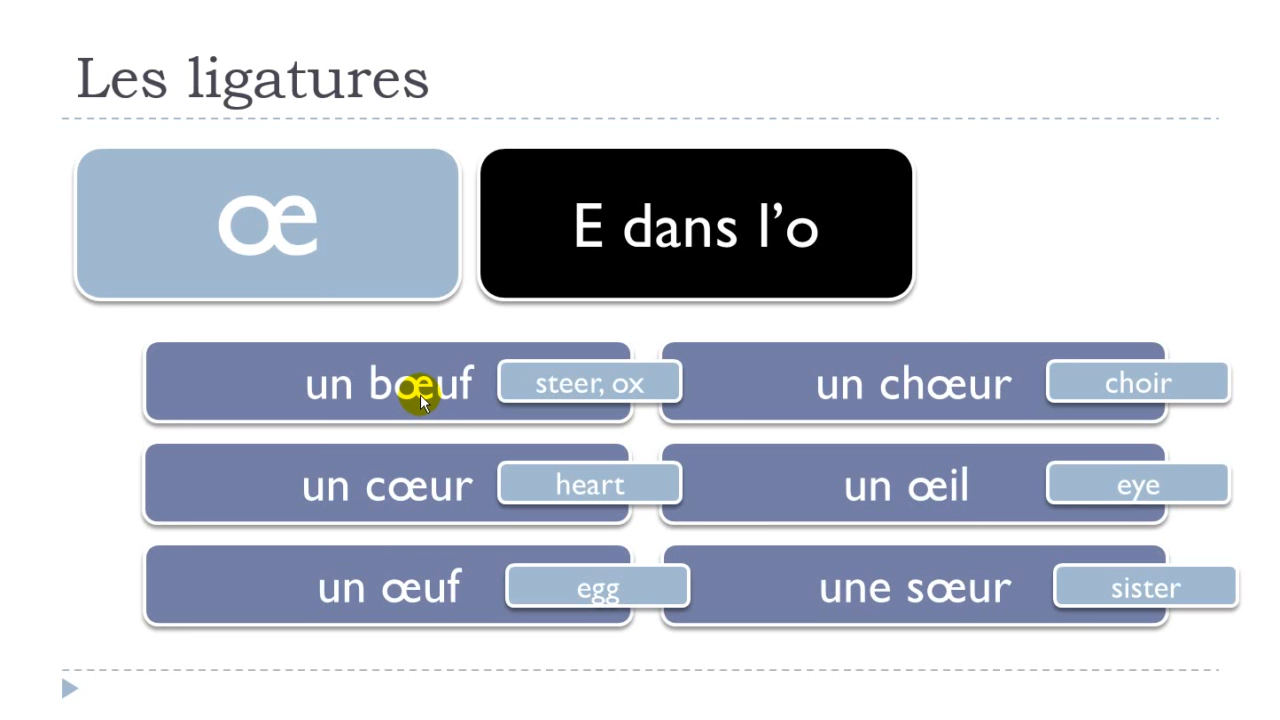 Les ligatures
œ
E dans l’o
un bœuf
steer, ox
un chœur
choir
un cœur
heart
un œil
eye
un œuf
egg
une sœur
sister